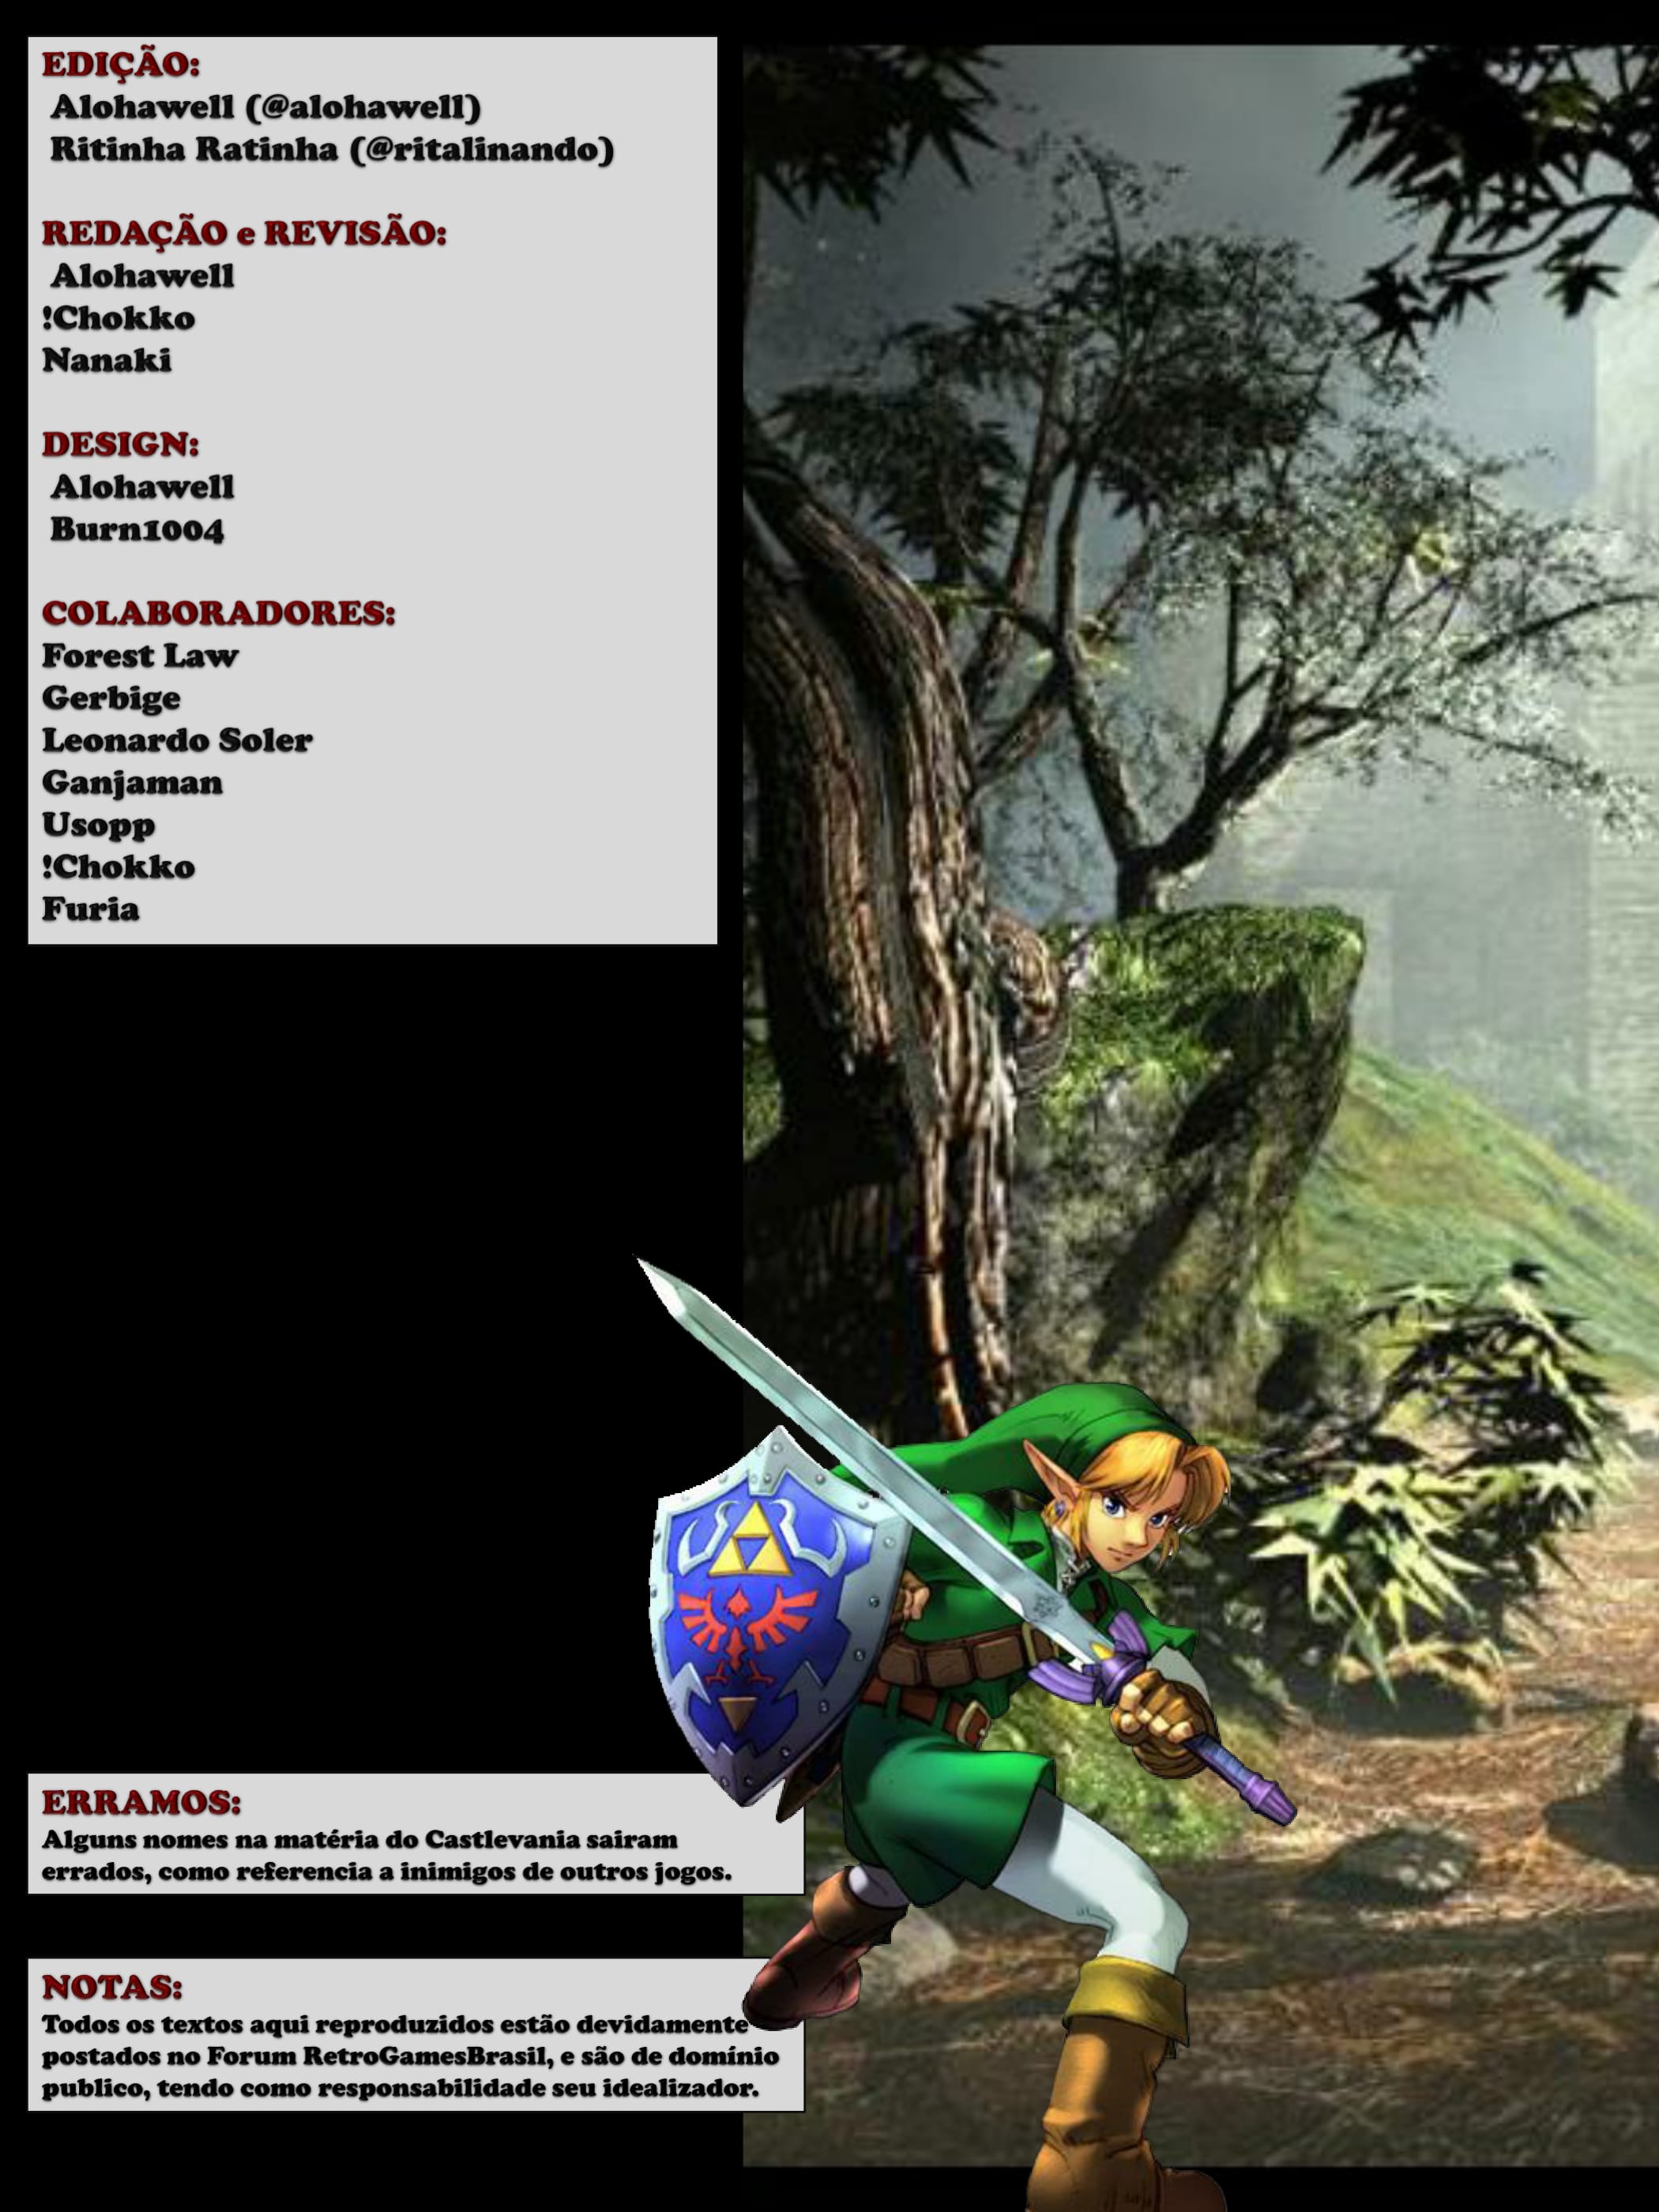 EDIÇÃO:
Alohawell (@alohawell)
Ritinha Ratinha (@ritalinando)
REDAÇÃO e REVISÃO:
Alohawell
!Chokko
Nanaki
DESIGN:
Alohawell
Burn1004
COLABORADORES:
Forest Law
Gerbige
Leonardo Soler
Ganjaman
Usopp
!Chokko
Furia
ERRAMOS:
Alguns nomes na matéria do Castlevania sairam
errados, como referencia a inimigos de outros jogos.
NOTAS:
Todos os textos aqui reproduzidos estão devidamente
postados no Forum RetroGamesBrasil, e são de domínio
publico, tendo como responsabilidade seu idealizador.